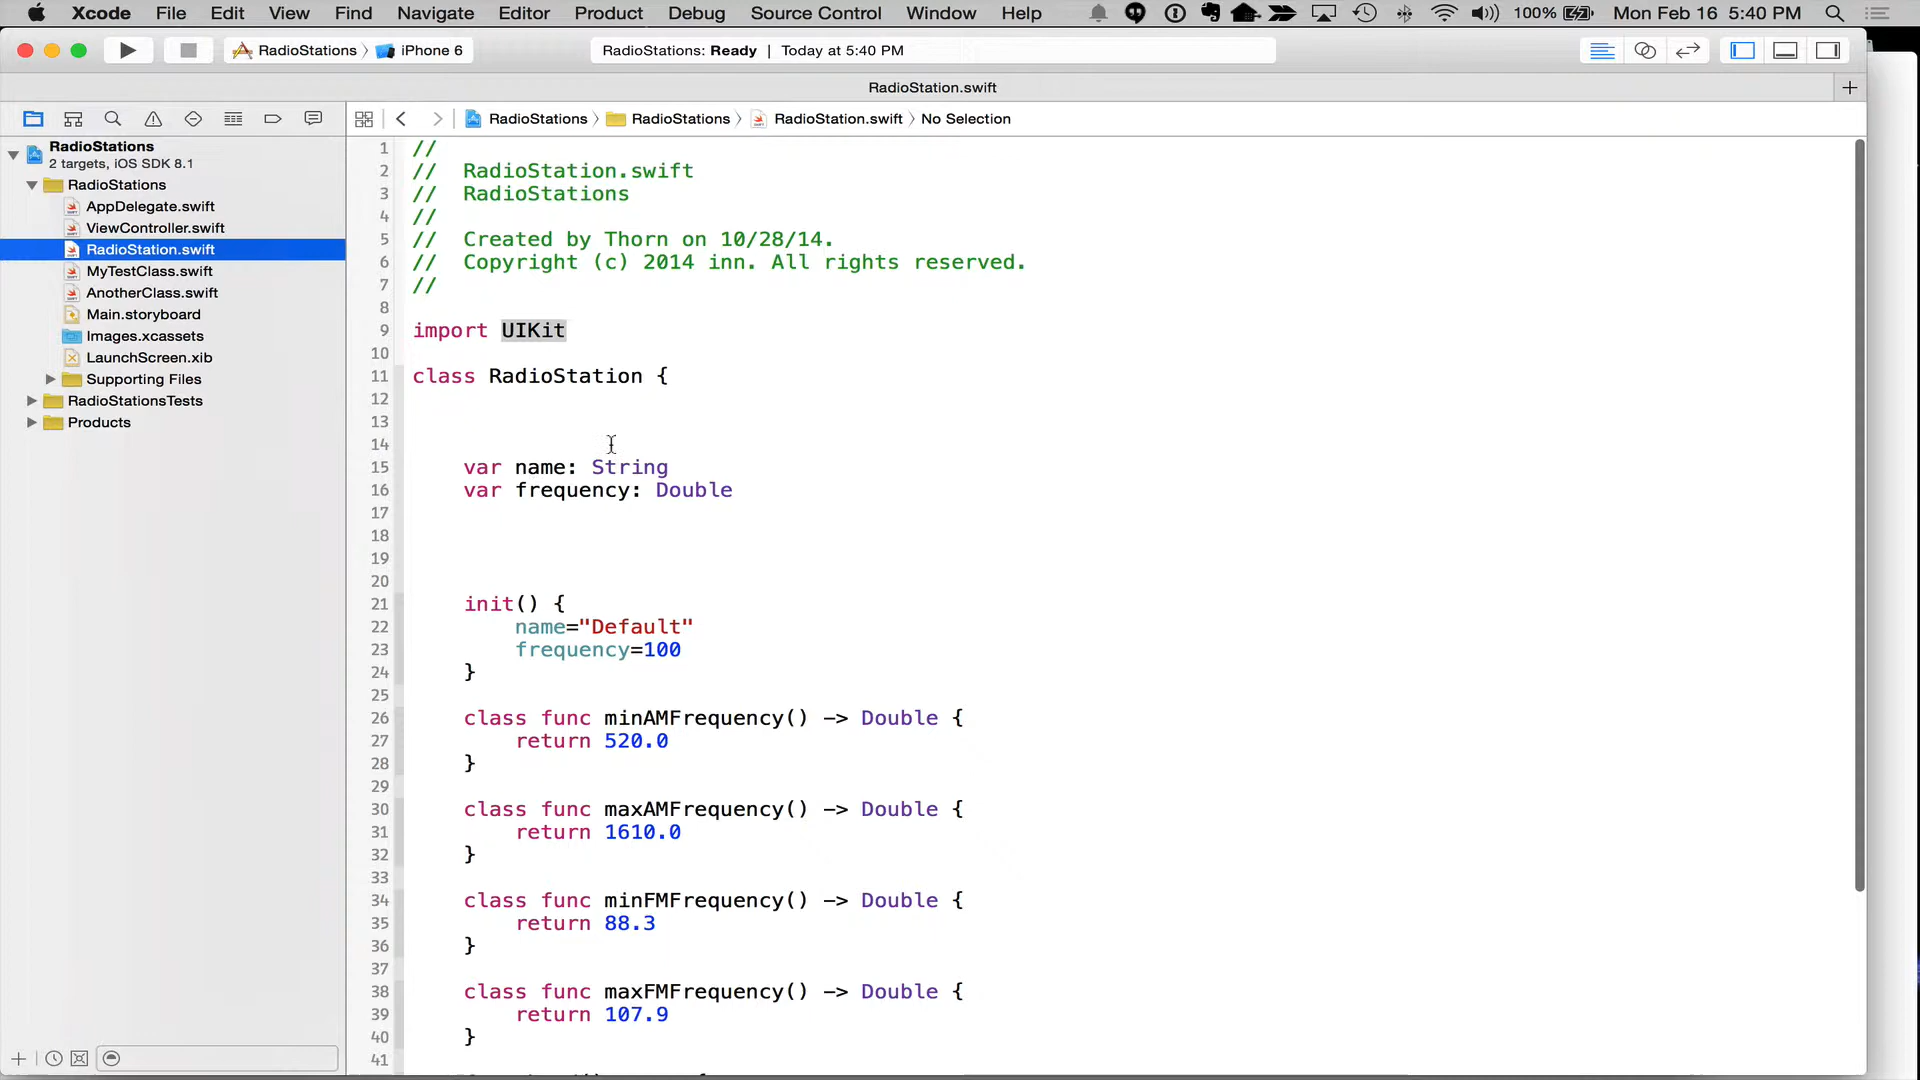 Xcode File Edit View Find Navigate Editor Product Debug Source Control Window Help 100% Mon Feb 16 5:40 PM
RadioStations iPhone 6 RadioStations: Ready | Today at 5:40 PM
RadioStation.swift
RadioStations RadioStations RadioStation.swift No Selection
RadioStations
2 targets, iOS SDK 8.1
RadioStations
AppDelegate.swift
ViewController.swift
RadioStation.swift
MyTestClass.swift
AnotherClass.swift
Main.storyboard
Images.xcassets
LaunchScreen.xib
Supporting Files
RadioStationsTests
Products
1 //
2 //  RadioStation.swift
3 //  RadioStations
4 //
5 //  Created by Thorn on 10/28/14.
6 //  Copyright (c) 2014 inn. All rights reserved.
7 //
8
9 import UIKit
10
11 class RadioStation {
12
13
14
15     var name: String
16     var frequency: Double
17
18
19
20
21     init() {
22         name="Default"
23         frequency=100
24     }
25
26     class func minAMFrequency() -> Double {
27         return 520.0
28     }
29
30     class func maxAMFrequency() -> Double {
31         return 1610.0
32     }
33
34     class func minFMFrequency() -> Double {
35         return 88.3
36     }
37
38     class func maxFMFrequency() -> Double {
39         return 107.9
40     }
41